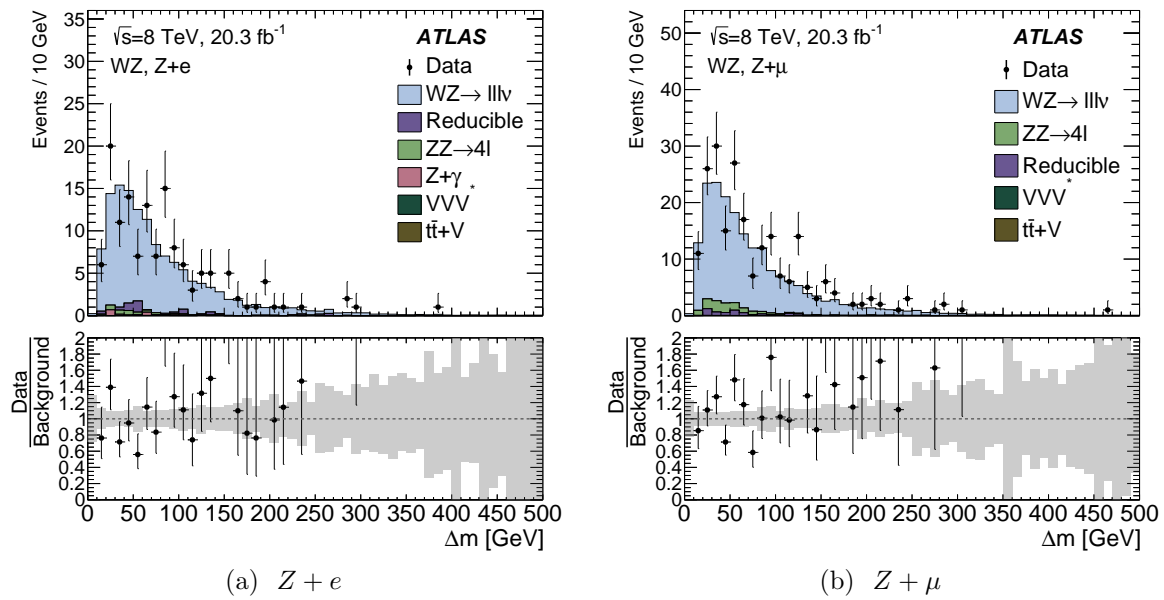 Events / 10 GeV
35
30
25
20
15
10
5
0
√s=8 TeV, 20.3 fb-1
WZ, Z+e
ATLAS
Data
WZ→ lllν
Reducible
ZZ→4l
Z+γ
VVV*
tt̄+V
Data
Background
2
1.8
1.6
1.4
1.2
1
0.8
0.6
0.4
0.2
0
0 50 100 150 200 250 300 350 400 450 500
Δm [GeV]
(a) Z + e
Events / 10 GeV
50
40
30
20
10
0
√s=8 TeV, 20.3 fb-1
WZ, Z+μ
ATLAS
Data
WZ→ lllν
ZZ→4l
Reducible
VVV*
tt̄+V
Data
Background
2
1.8
1.6
1.4
1.2
1
0.8
0.6
0.4
0.2
0
0 50 100 150 200 250 300 350 400 450 500
Δm [GeV]
(b) Z + μ